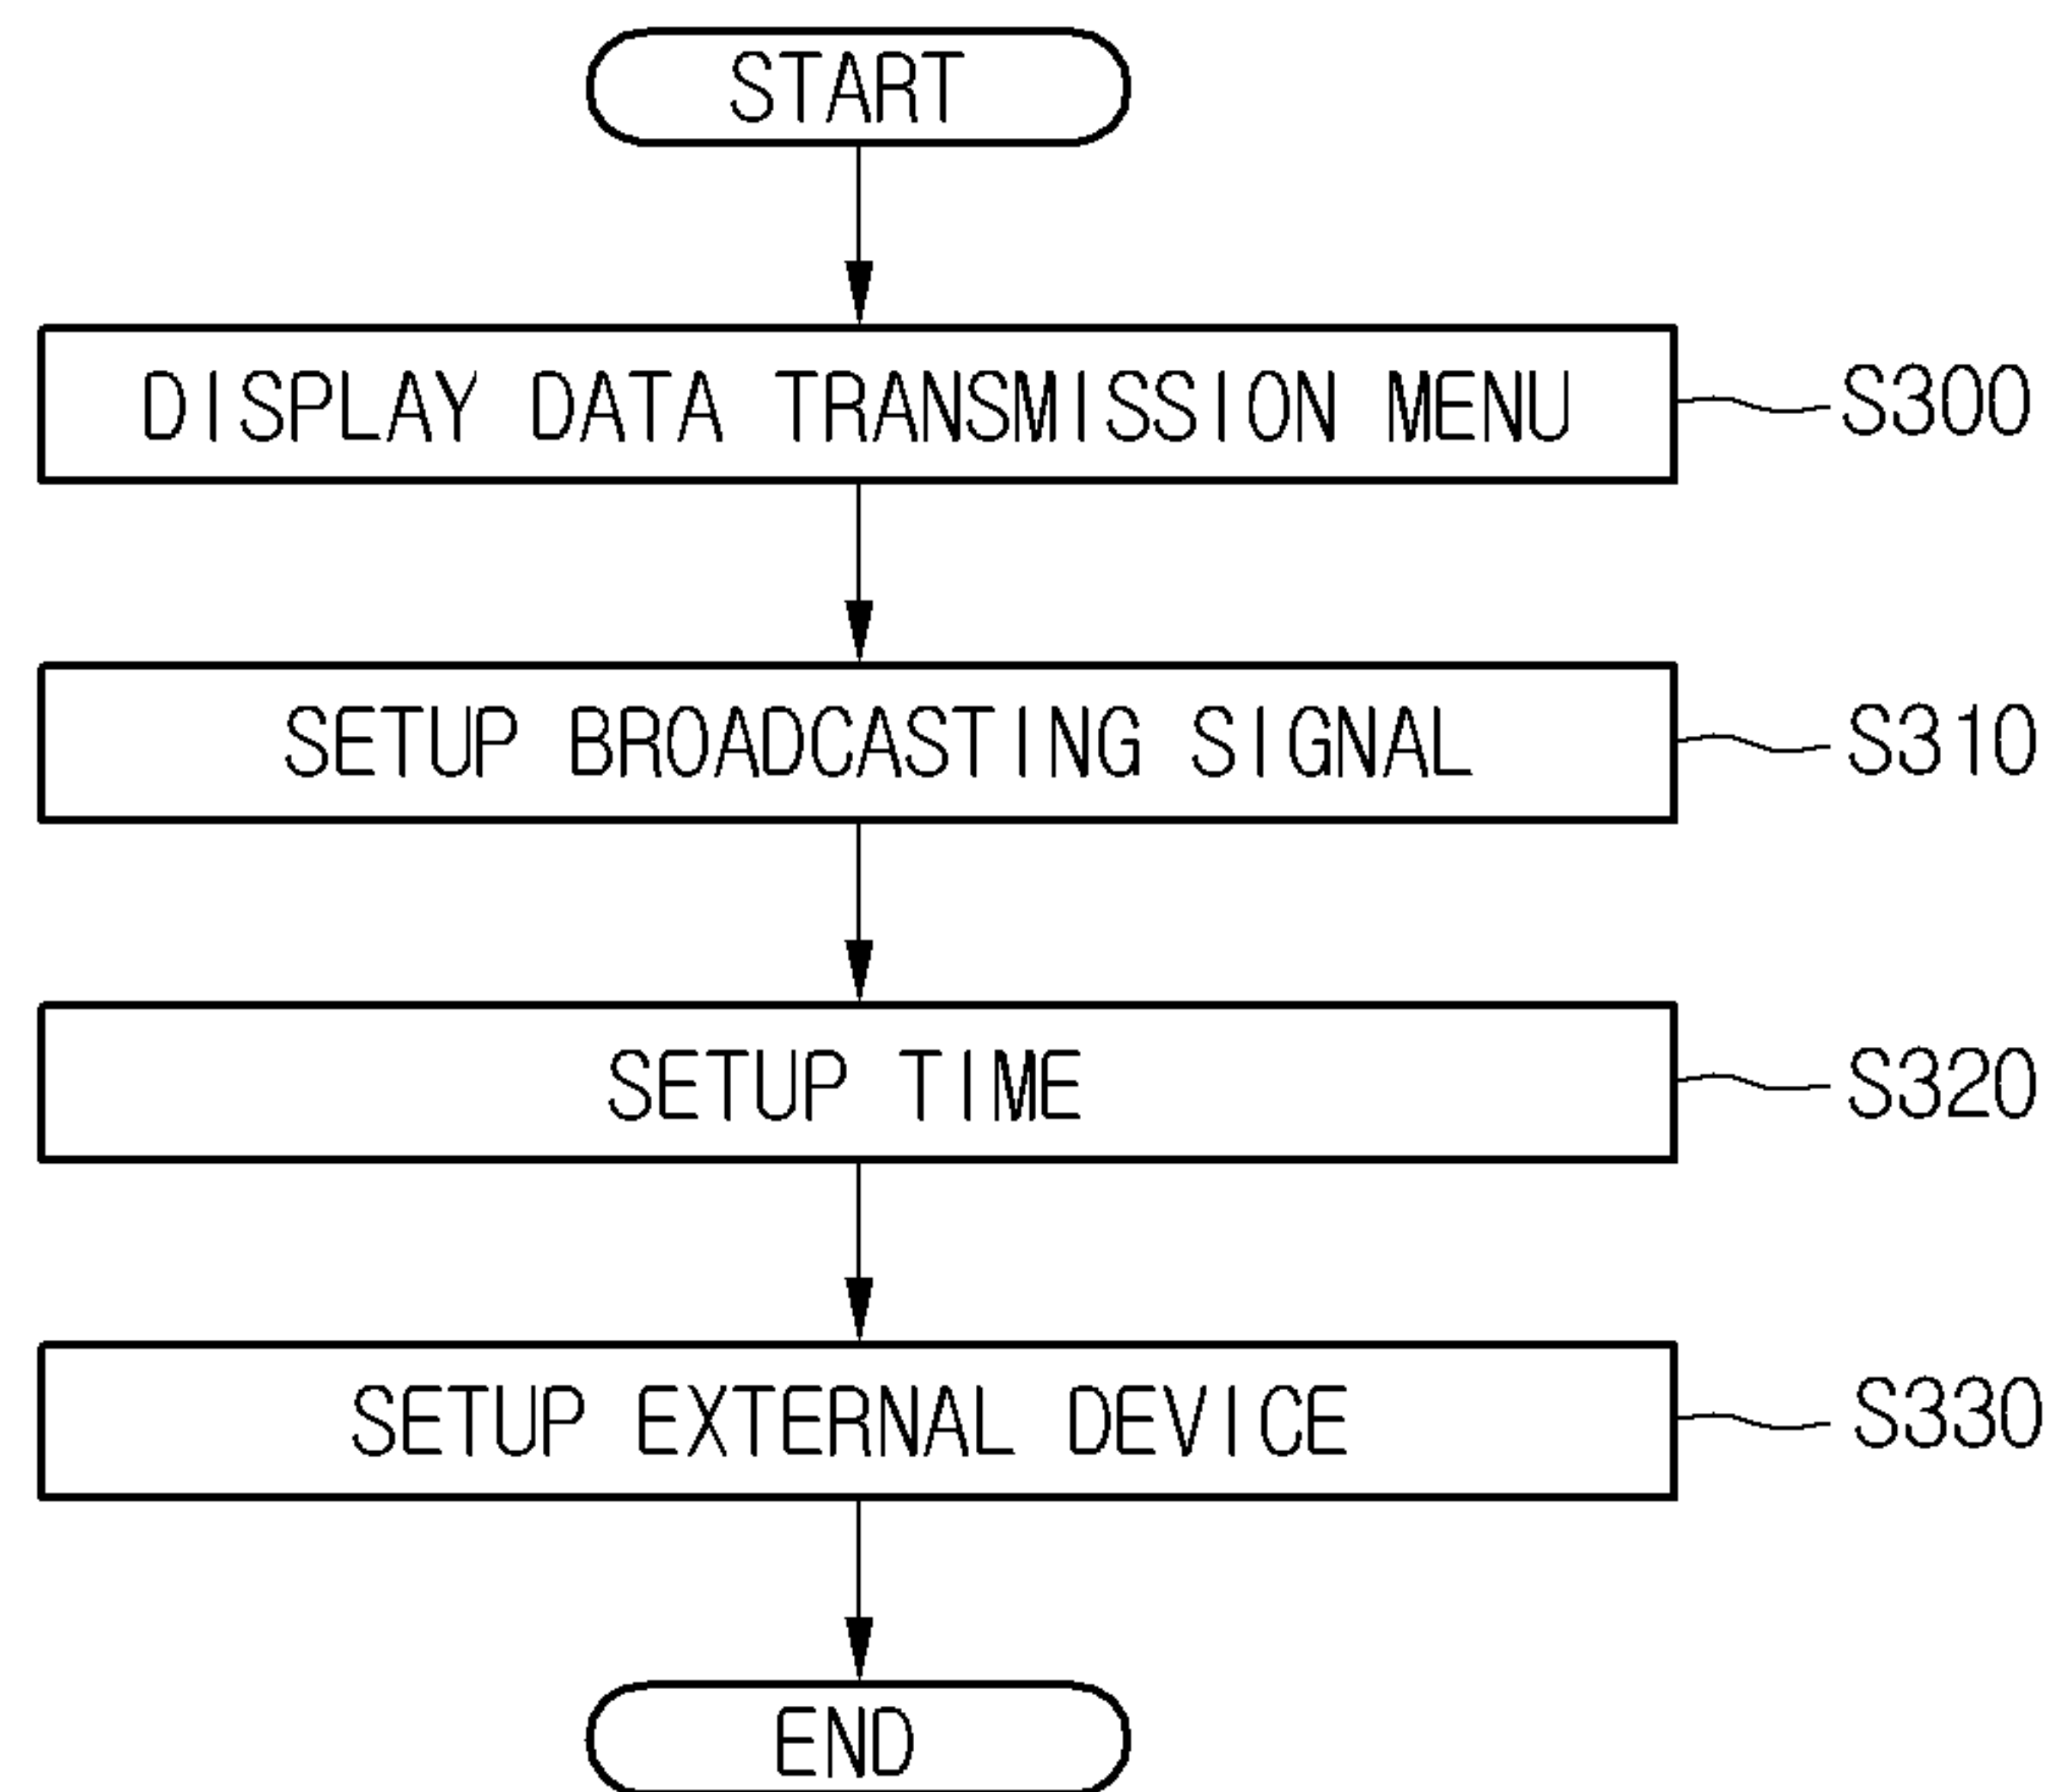 START
DISPLAY DATA TRANSMISSION MENU S300
SETUP BROADCASTING SIGNAL S310
SETUP TIME S320
SETUP EXTERNAL DEVICE S330
END